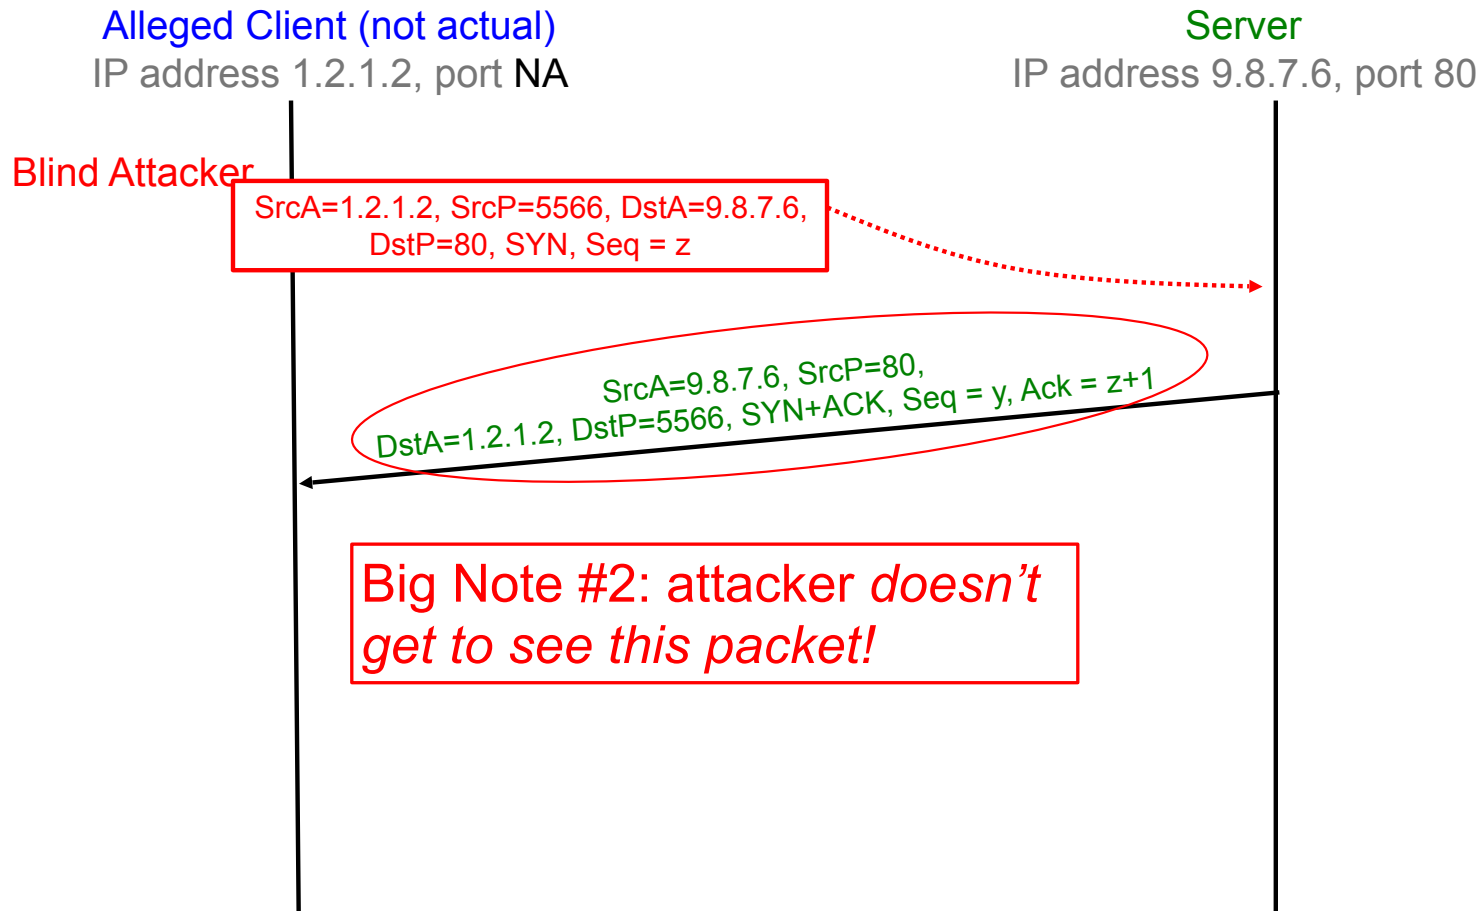 Alleged Client (not actual)
IP address 1.2.1.2, port NA
Server
IP address 9.8.7.6, port 80
Blind Attacker
SrcA=1.2.1.2, SrcP=5566, DstA=9.8.7.6,
DstP=80, SYN, Seq = z
SrcA=9.8.7.6, SrcP=80,
DstA=1.2.1.2, DstP=5566, SYN+ACK, Seq = y, Ack = z+1
Big Note #2: attacker doesn’t
get to see this packet!